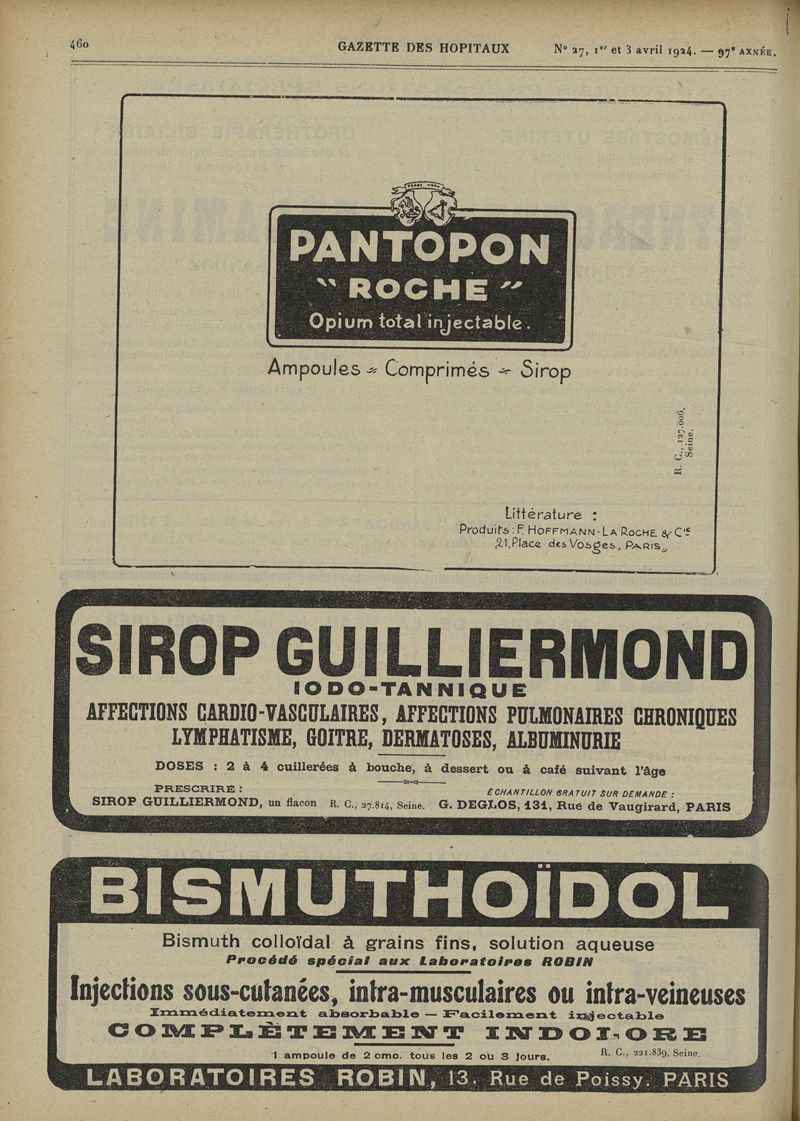 460
GAZETTE DES HOPITAUX
N° 27, 1er et 3 avril 1924. — 97e ANNÉE.
PANTOPON
"ROCHE"
Opium total injectable.
Ampoules - Comprimés - Sirop
R. C., 127.006,
Seine.
Littérature :
Produits : F. HOFFMANN-LA ROCHE & Cie
21, Place des Vosges, PARIS
SIROP GUILLIERMOND
IODO-TANNIQUE
AFFECTIONS CARDIO-VASCULAIRES, AFFECTIONS PULMONAIRES CHRONIQUES
LYMPHATISME, GOITRE, DERMATOSES, ALBUMINURIE
DOSES : 2 à 4 cuillerées à bouche, à dessert ou à café suivant l'âge
PRESCRIRE :
ÉCHANTILLON GRATUIT SUR DEMANDE :
SIROP GUILLIERMOND, un flacon R. C., 27.814, Seine. G. DEGLOS, 131, Rue de Vaugirard, PARIS
BISMUTHOÏDOL
Bismuth colloïdal à grains fins, solution aqueuse
Procédé spécial aux Laboratoires ROBIN
Injections sous-cutanées, intra-musculaires ou intra-veineuses
Immédiatement absorbable — Facilement injectable
COMPLÈTEMENT INDOLORE
1 ampoule de 2 cmc. tous les 2 ou 3 Jours.
R. C., 221.839, Seine.
LABORATOIRES ROBIN, 13, Rue de Poissy. PARIS